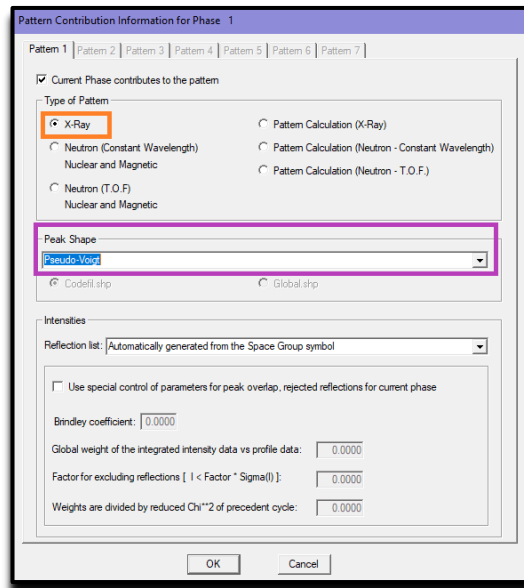 Pattern Contribution Information for Phase 1
Pattern 1 Pattern 2 Pattern 3 Pattern 4 Pattern 5 Pattern 6 Pattern 7
Current Phase contributes to the pattern
Type of Pattern
X-Ray
Pattern Calculation (X-Ray)
Neutron (Constant Wavelength)
Nuclear and Magnetic
Pattern Calculation (Neutron - Constant Wavelength)
Pattern Calculation (Neutron - T.O.F.)
Neutron (T.O.F)
Nuclear and Magnetic
Peak Shape
Pseudo-Voigt
Codefil.shp Global.shp
Intensities
Reflection list: Automatically generated from the Space Group symbol
Use special control of parameters for peak overlap, rejected reflections for current phase
Brindley coefficient: 0.0000
Global weight of the integrated intensity data vs profile data: 0.0000
Factor for excluding reflections [ I < Factor * Sigma(I) ]: 0.0000
Weights are divided by reduced Chi**2 of precedent cycle: 0.0000
OK Cancel